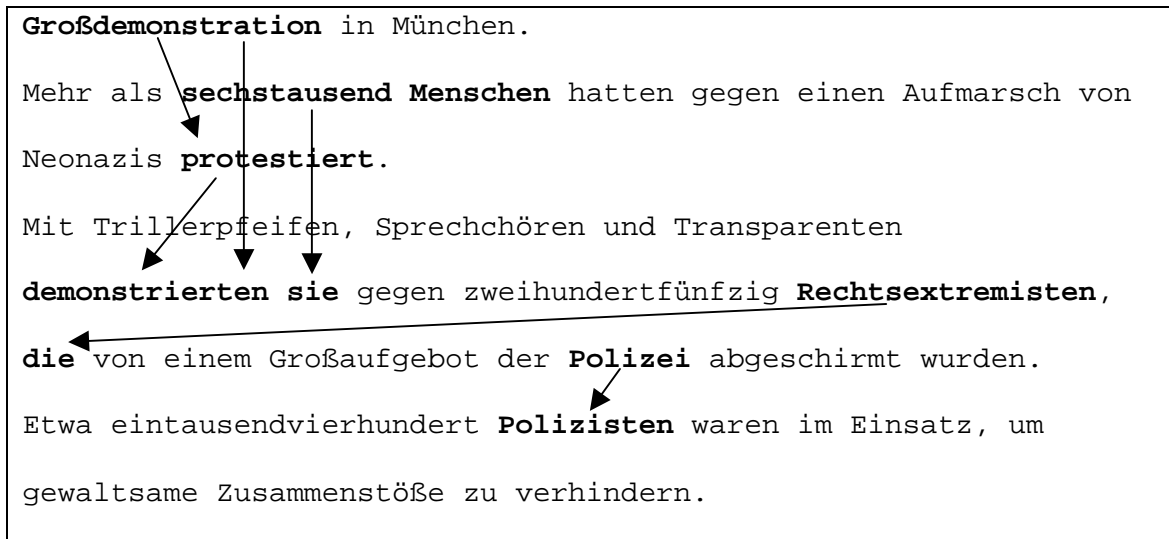 Großdemonstration in München.
Mehr als sechstausend Menschen hatten gegen einen Aufmarsch von
Neonazis protestiert.
Mit Trillerpfeifen, Sprechchören und Transparenten
demonstrierten sie gegen zweihundertfünfzig Rechtsextremisten,
die von einem Großaufgebot der Polizei abgeschirmt wurden.
Etwa eintausendvierhundert Polizisten waren im Einsatz, um
gewaltsame Zusammenstöße zu verhindern.